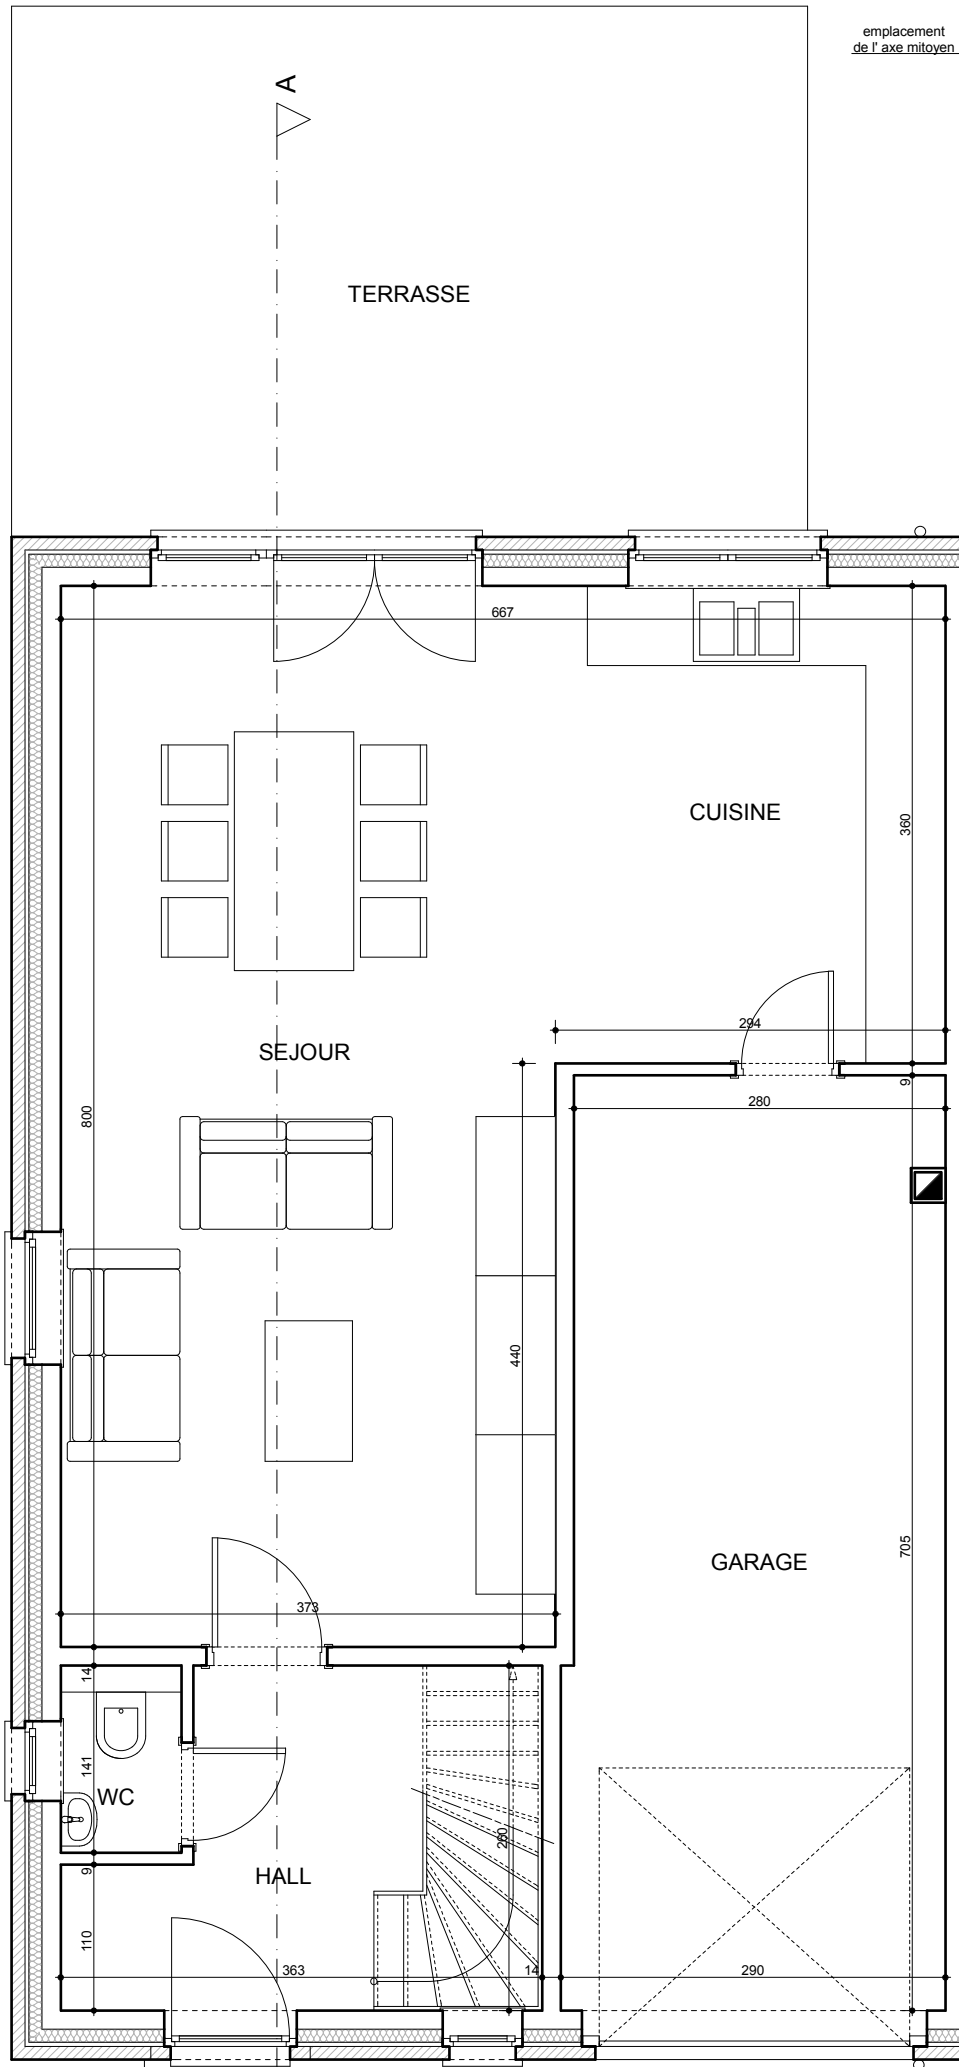 emplacement
de l' axe mitoyen
A
TERRASSE
667
CUISINE
360
294
SEJOUR
9
280
800
440
GARAGE
705
373
14
141
WC
260
9
HALL
110
363
14
290